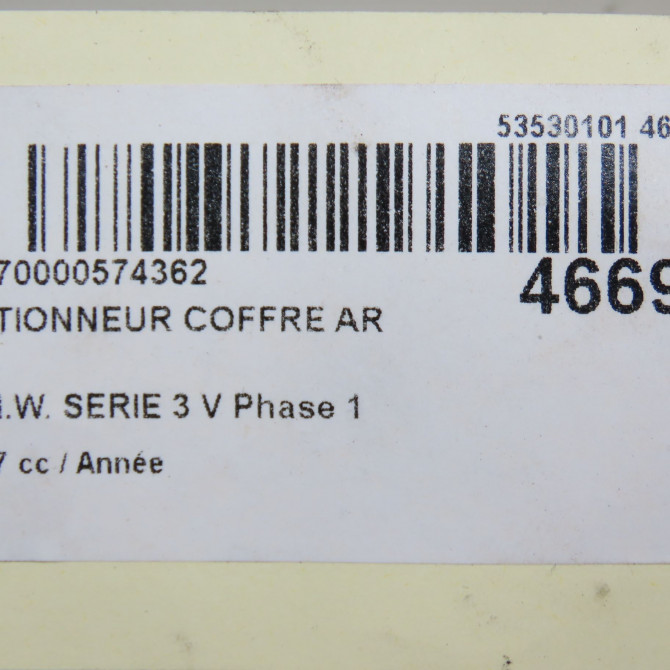 53530101 46
70000574362
4669
TIONNEUR COFFRE AR
.W. SERIE 3 V Phase 1
7 cc / Année